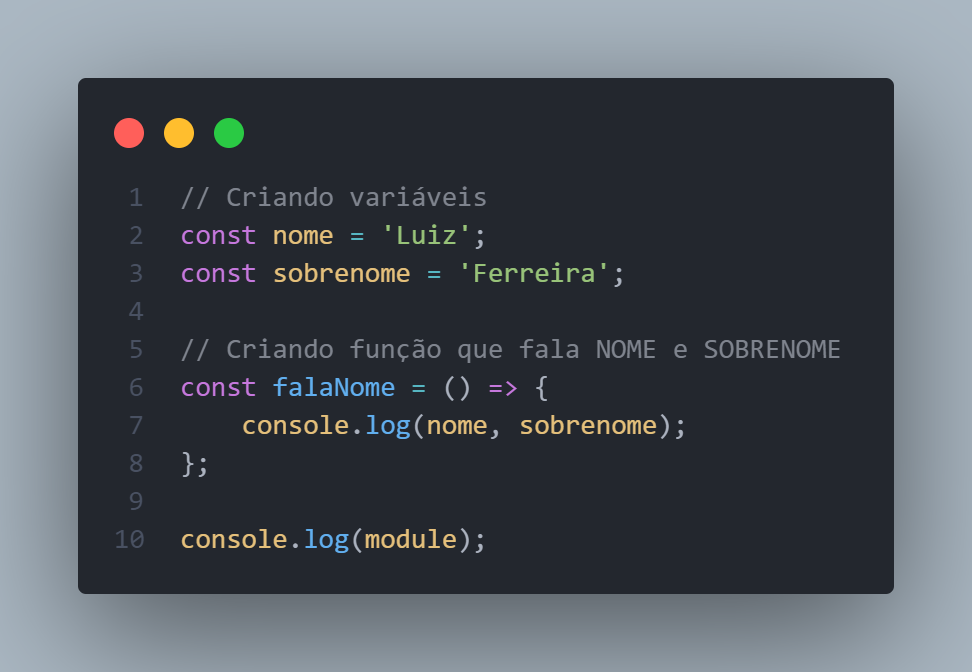 1 // Criando variáveis
2 const nome = 'Luiz';
3 const sobrenome = 'Ferreira';
4
5 // Criando função que fala NOME e SOBRENOME
6 const falaNome = () => {
7     console.log(nome, sobrenome);
8 };
9
10 console.log(module);